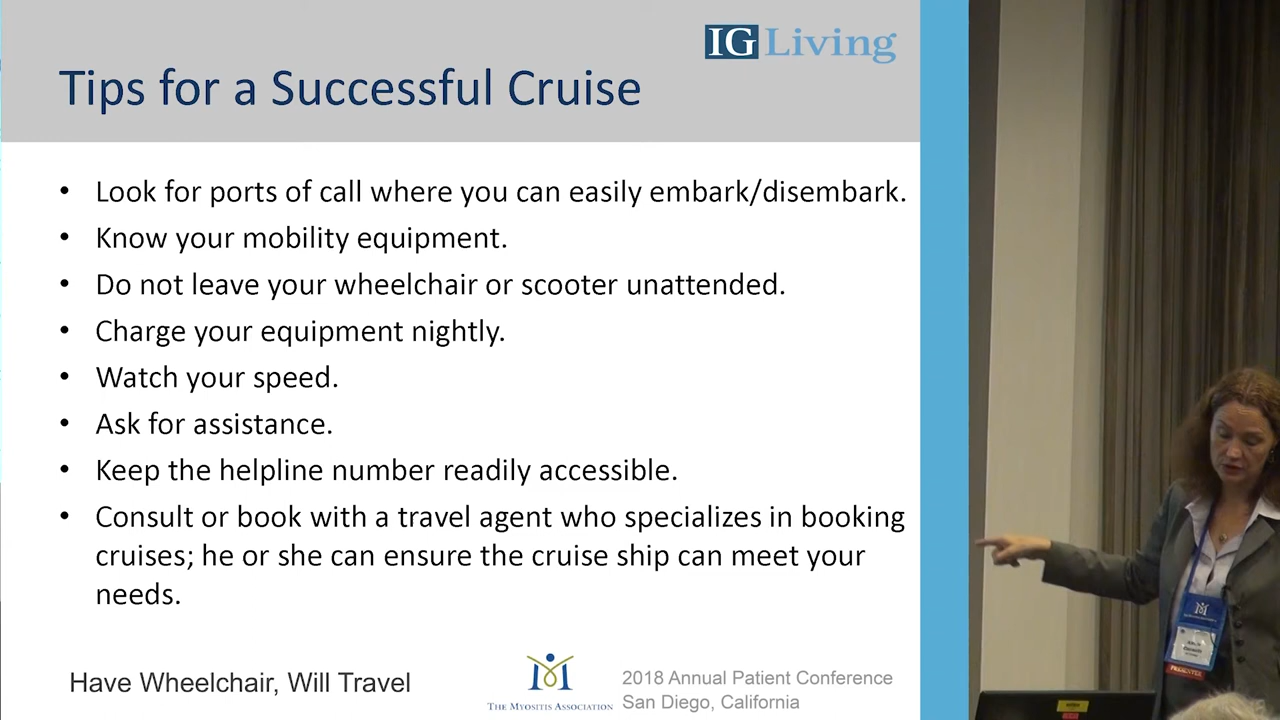 IG Living
Tips for a Successful Cruise
• Look for ports of call where you can easily embark/disembark.
• Know your mobility equipment.
• Do not leave your wheelchair or scooter unattended.
• Charge your equipment nightly.
• Watch your speed.
• Ask for assistance.
• Keep the helpline number readily accessible.
• Consult or book with a travel agent who specializes in booking
cruises; he or she can ensure the cruise ship can meet your
needs.
Have Wheelchair, Will Travel
THE MYOSITIS ASSOCIATION
2018 Annual Patient Conference
San Diego, California
PRESENTER